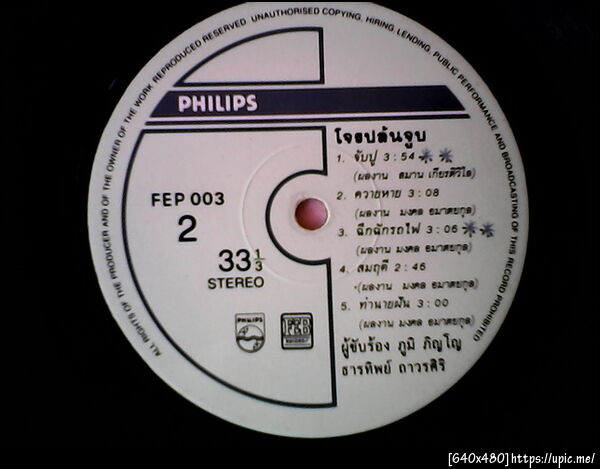 ALL RIGHTS OF THE PRODUCER AND OF THE OWNER OF THE WORK REPRODUCED RESERVED. UNAUTHORISED COPYING, HIRING, LENDING, PUBLIC PERFORMANCE AND BROADCASTING OF THIS RECORD PROHIBITED
PHILIPS
FEP 003
2
33 1/3
STEREO
PHILIPS
โจรปล้นจูบ
1. จับปู 3:54 ✳ ✳
(ผลงาน สมาน เกียรติวิไล)
2. ควายหาย 3:08
(ผลงาน มงคล อมาตยกุล)
3. ฉึกฉักรถไฟ 3:06 ✳ ✳
(ผลงาน มงคล อมาตยกุล)
4. สมฤดี 2:46
(ผลงาน มงคล อมาตยกุล)
5. ทำนายฝัน 3:00
(ผลงาน มงคล อมาตยกุล)
ผู้ขับร้อง ภูมิ ภิญโญ
ธารทิพย์ ถาวรศิริ
[640x480]https://upic.me/